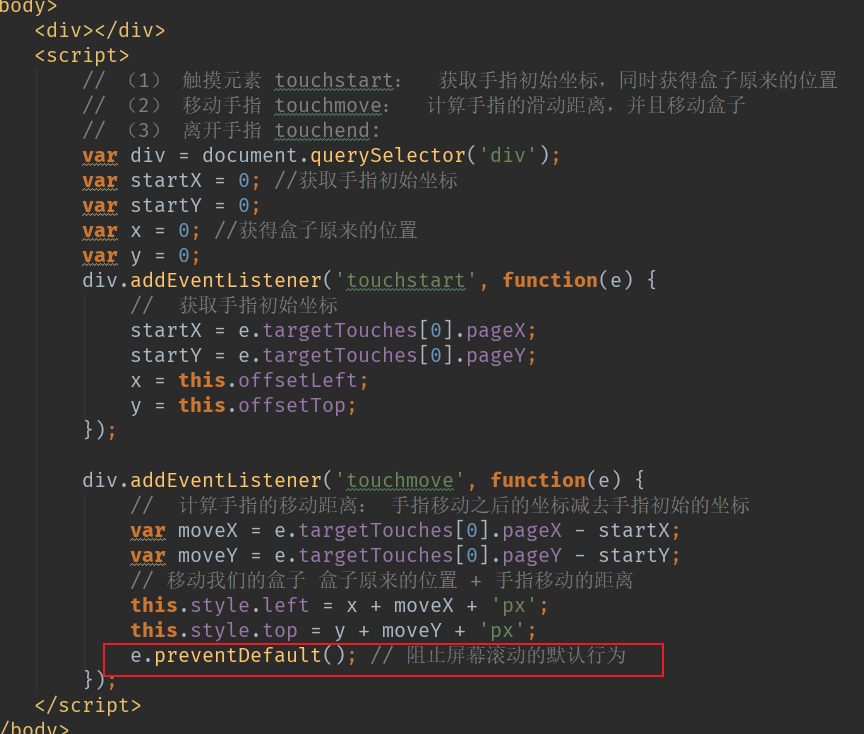 body>
<div></div>
<script>
// （1） 触摸元素 touchstart： 获取手指初始坐标，同时获得盒子原来的位置
// （2） 移动手指 touchmove： 计算手指的滑动距离，并且移动盒子
// （3） 离开手指 touchend:
var div = document.querySelector('div');
var startX = 0; //获取手指初始坐标
var startY = 0;
var x = 0; //获得盒子原来的位置
var y = 0;
div.addEventListener('touchstart', function(e) {
// 获取手指初始坐标
startX = e.targetTouches[0].pageX;
startY = e.targetTouches[0].pageY;
x = this.offsetLeft;
y = this.offsetTop;
});
div.addEventListener('touchmove', function(e) {
// 计算手指的移动距离： 手指移动之后的坐标减去手指初始的坐标
var moveX = e.targetTouches[0].pageX - startX;
var moveY = e.targetTouches[0].pageY - startY;
// 移动我们的盒子 盒子原来的位置 + 手指移动的距离
this.style.left = x + moveX + 'px';
this.style.top = y + moveY + 'px';
e.preventDefault(); // 阻止屏幕滚动的默认行为
});
</script>
/body>